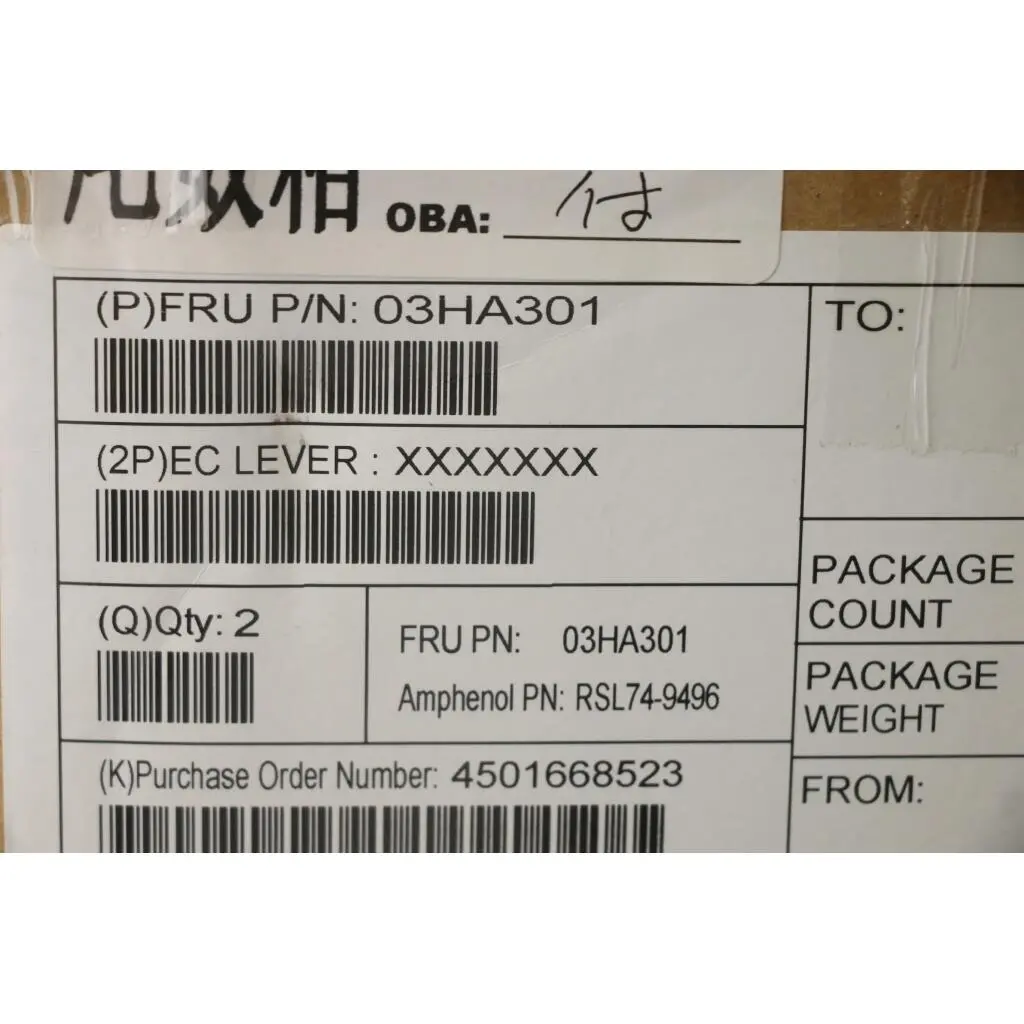 OBA: 付
(P)FRU P/N: 03HA301
TO:
(2P)EC LEVER : XXXXXXX
(Q)Qty: 2
FRU PN: 03HA301
Amphenol PN: RSL74-9496
PACKAGE
COUNT
PACKAGE
WEIGHT
(K)Purchase Order Number: 4501668523
FROM: